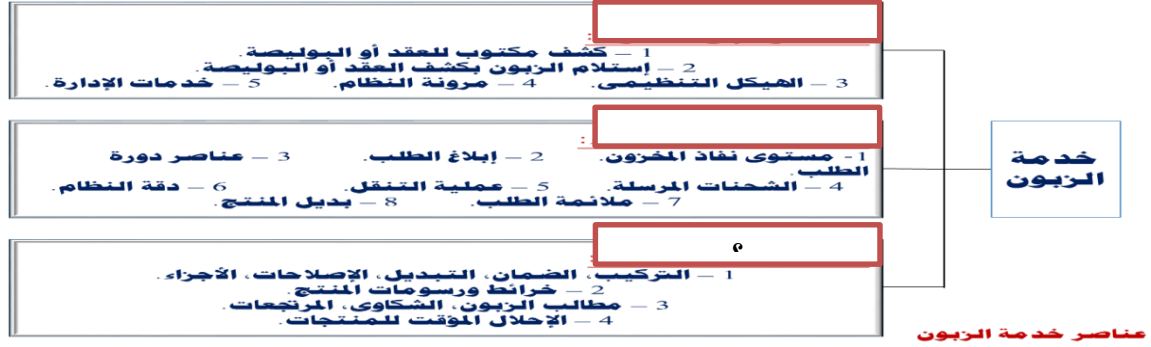 :
1 – كشف مكتوب للعقد أو البوليصة.
2 – إستلام الزبون بكشف العقد أو البوليصة.
3 – الهيكل التنظيمى. 4 – مرونة النظام. 5 – خدمات الإدارة.
:
1- مستوى نفاذ المخزون. 2 – إبلاغ الطلب. 3 – عناصر دورة
الطلب.
4 – الشحنات المرسلة. 5 – عملية التنقل. 6 – دقة النظام.
7 – ملائمة الطلب. 8 – بديل المنتج.
:
1 – التركيب، الضمان، التبديل، الإصلاحات، الأجزاء.
2 – خرائط ورسومات المنتج.
3 – مطالب الزبون، الشكاوى، المرتجعات.
4 – الإحلال المؤقت للمنتجات.
خدمة
الزبون
عناصر خدمة الزبون